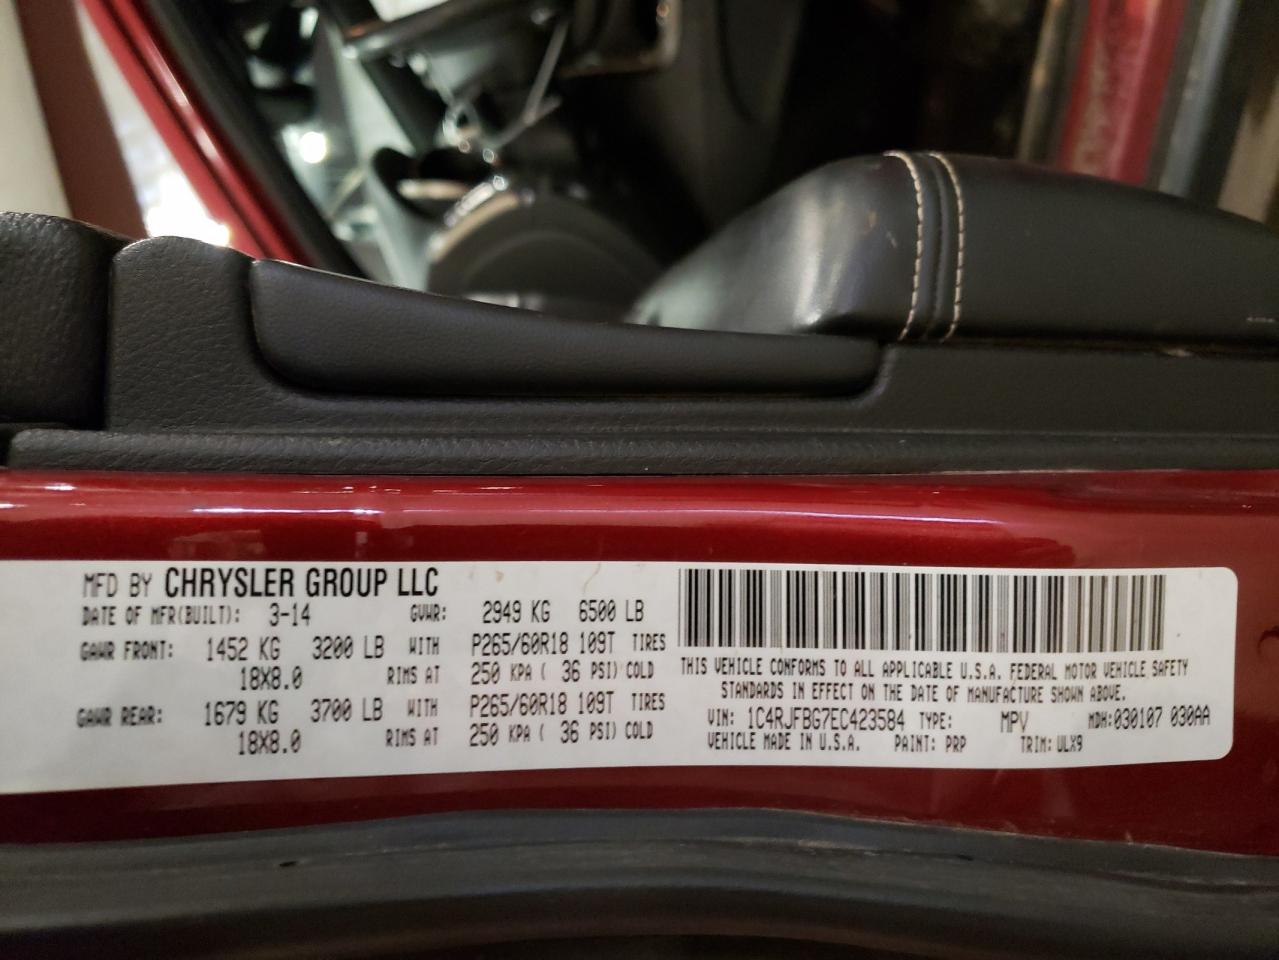 MFD BY CHRYSLER GROUP LLC
DATE OF MFR(BUILT): 3-14 GVWR: 2949 KG 6500 LB
GAWR FRONT: 1452 KG 3200 LB WITH P265/60R18 109T TIRES
18X8.0 RIMS AT 250 KPA ( 36 PSI) COLD
GAWR REAR: 1679 KG 3700 LB WITH P265/60R18 109T TIRES
18X8.0 RIMS AT 250 KPA ( 36 PSI) COLD
THIS VEHICLE CONFORMS TO ALL APPLICABLE U.S.A. FEDERAL MOTOR VEHICLE SAFETY
STANDARDS IN EFFECT ON THE DATE OF MANUFACTURE SHOWN ABOVE.
VIN: 1C4RJFBG7EC423584 TYPE: MPV MDH:030107 030AA
VEHICLE MADE IN U.S.A. PAINT: PRP TRIM: ULX9